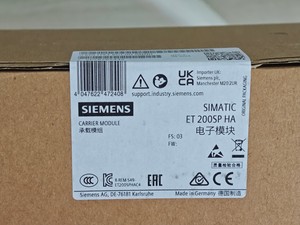 UK
CA
Importer UK:
Siemens plc,
Manchester M20 2UR
support.industry.siemens.com
ORIGINAL PACKAGING
4 047622 472408
SIEMENS
SIMATIC
ET 200SP HA
电子模块
CARRIER MODULE
承载模组
FS: 03
FW:
Siemens AG, DE-76181 Karlsruhe
Made in Germany 德国制造